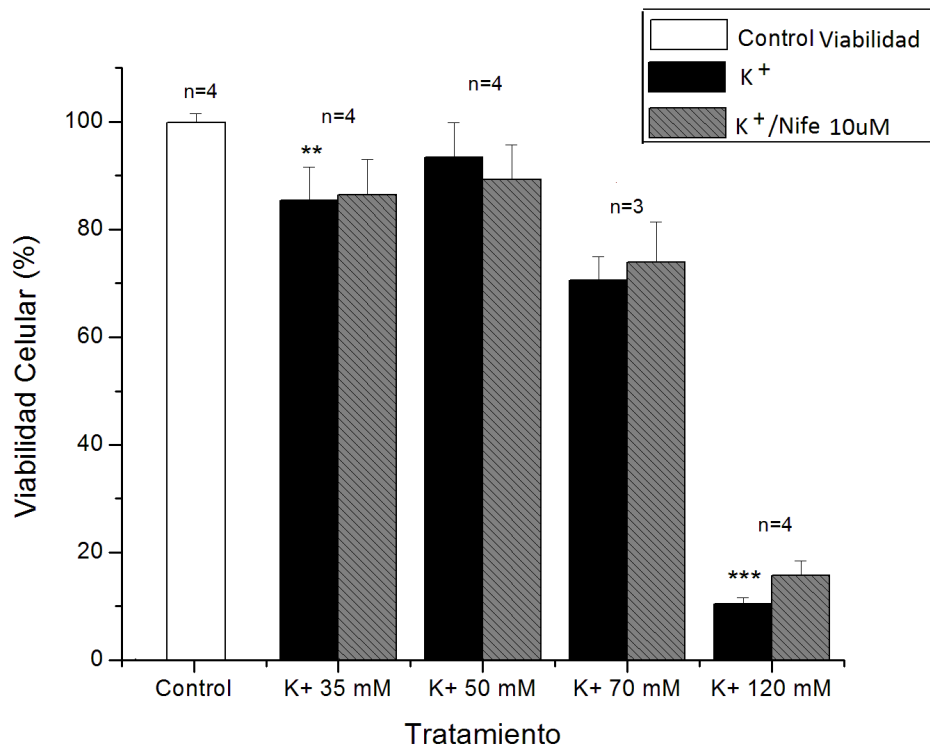 Control Viabilidad
K +
K +/Nife 10uM
n=4
n=4
n=4
n=3
n=4
**
***
100
80
60
40
20
0
Viabilidad Celular (%)
Control
K+ 35 mM
K+ 50 mM
K+ 70 mM
K+ 120 mM
Tratamiento